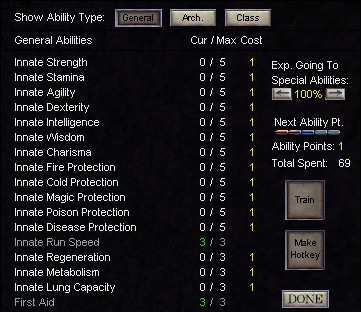 Show Ability Type: General Arch. Class
General Abilities Cur / Max Cost
Innate Strength 0 / 5 1
Innate Stamina 0 / 5 1
Innate Agility 0 / 5 1
Innate Dexterity 0 / 5 1
Innate Intelligence 0 / 5 1
Innate Wisdom 0 / 5 1
Innate Charisma 0 / 5 1
Innate Fire Protection 0 / 5 1
Innate Cold Protection 0 / 5 1
Innate Magic Protection 0 / 5 1
Innate Poison Protection 0 / 5 1
Innate Disease Protection 0 / 5 1
Innate Run Speed 3 / 3
Innate Regeneration 0 / 3 1
Innate Metabolism 0 / 3 1
Innate Lung Capacity 0 / 3 1
First Aid 3 / 3
Exp. Going To
Special Abilities:
100%
Next Ability Pt.
Ability Points: 1
Total Spent: 69
Train
Make
Hotkey
DONE